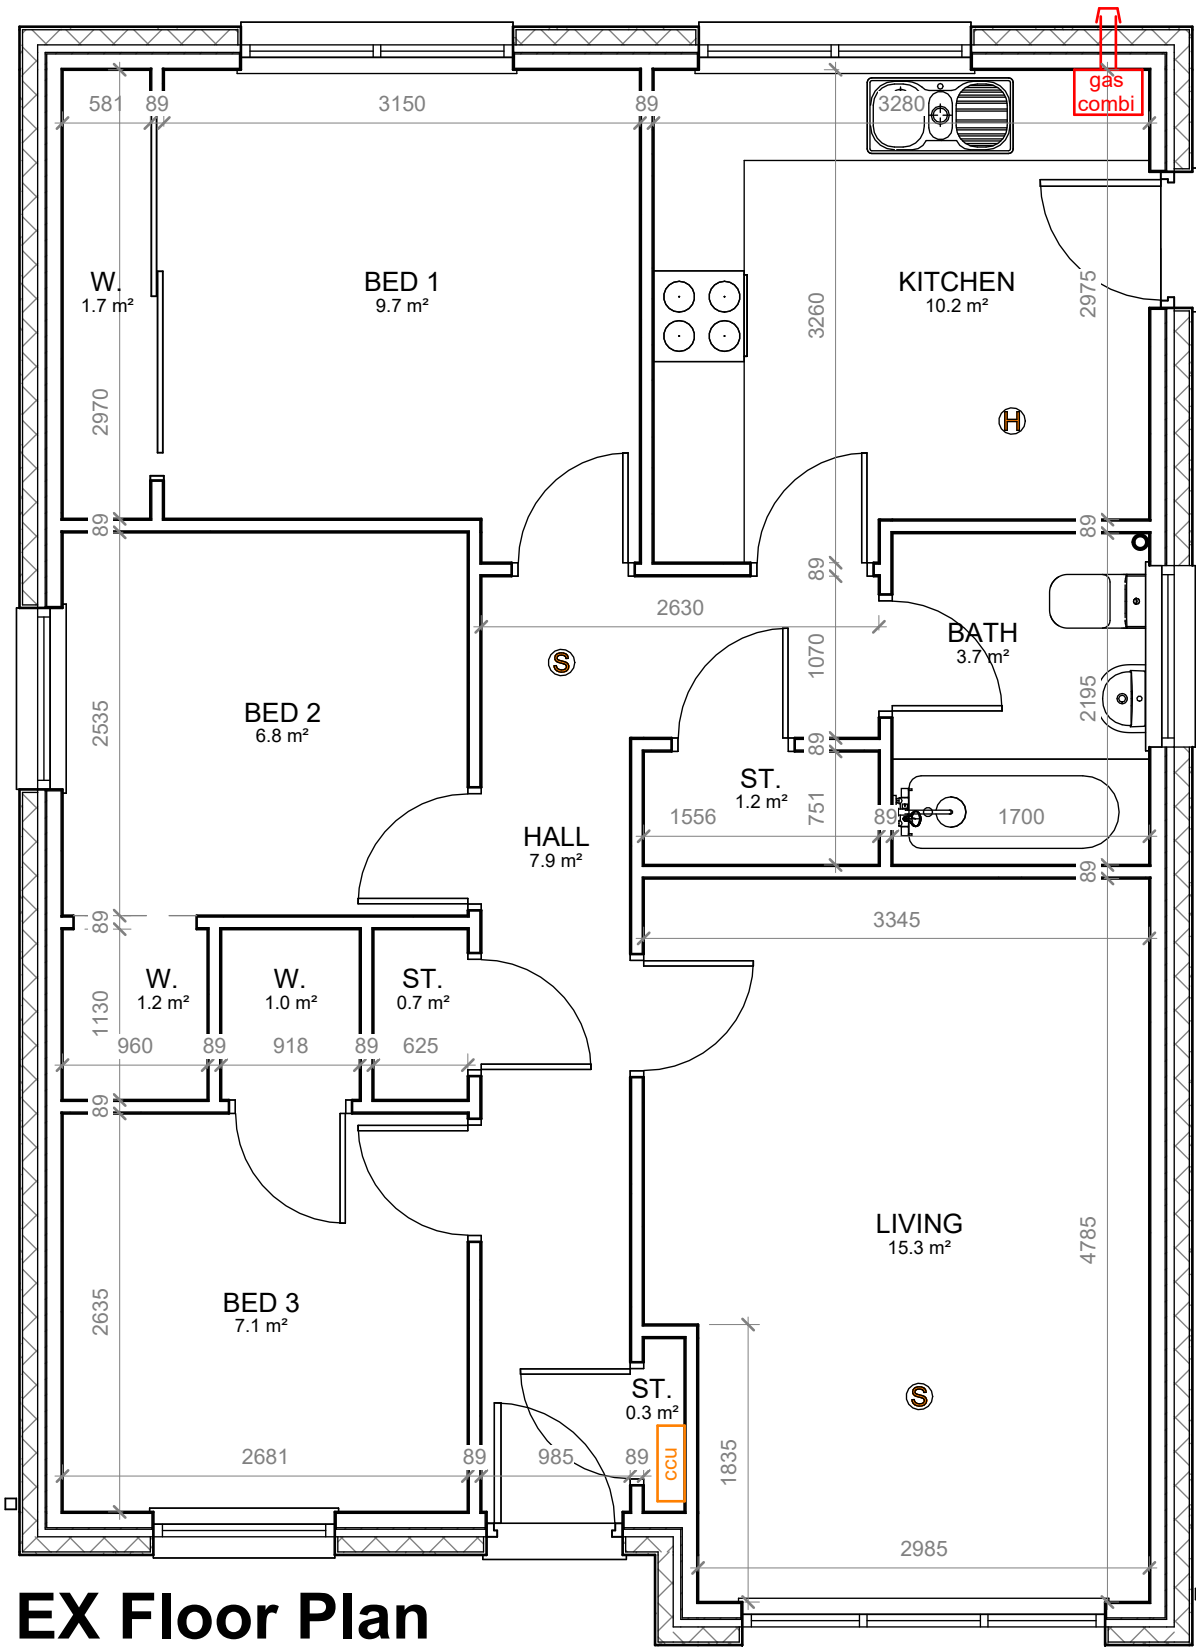 gas
combi
581 89 3150 89 3280
W.
1.7 m²
BED 1
9.7 m²
KITCHEN
10.2 m²
2975
3260
2970
H
89
89
89
2630
S
BATH
3.7 m²
1070
2195
2535
BED 2
6.8 m²
89
ST.
1.2 m²
751
1556 89 1700
HALL
7.9 m²
89
89
3345
W.
1.2 m²
W.
1.0 m²
ST.
0.7 m²
1130
960 89 918 89 625
89
LIVING
15.3 m²
4785
BED 3
7.1 m²
2635
ST.
0.3 m²
S
ccu
1835
2681 89 985 89
2985
EX Floor Plan